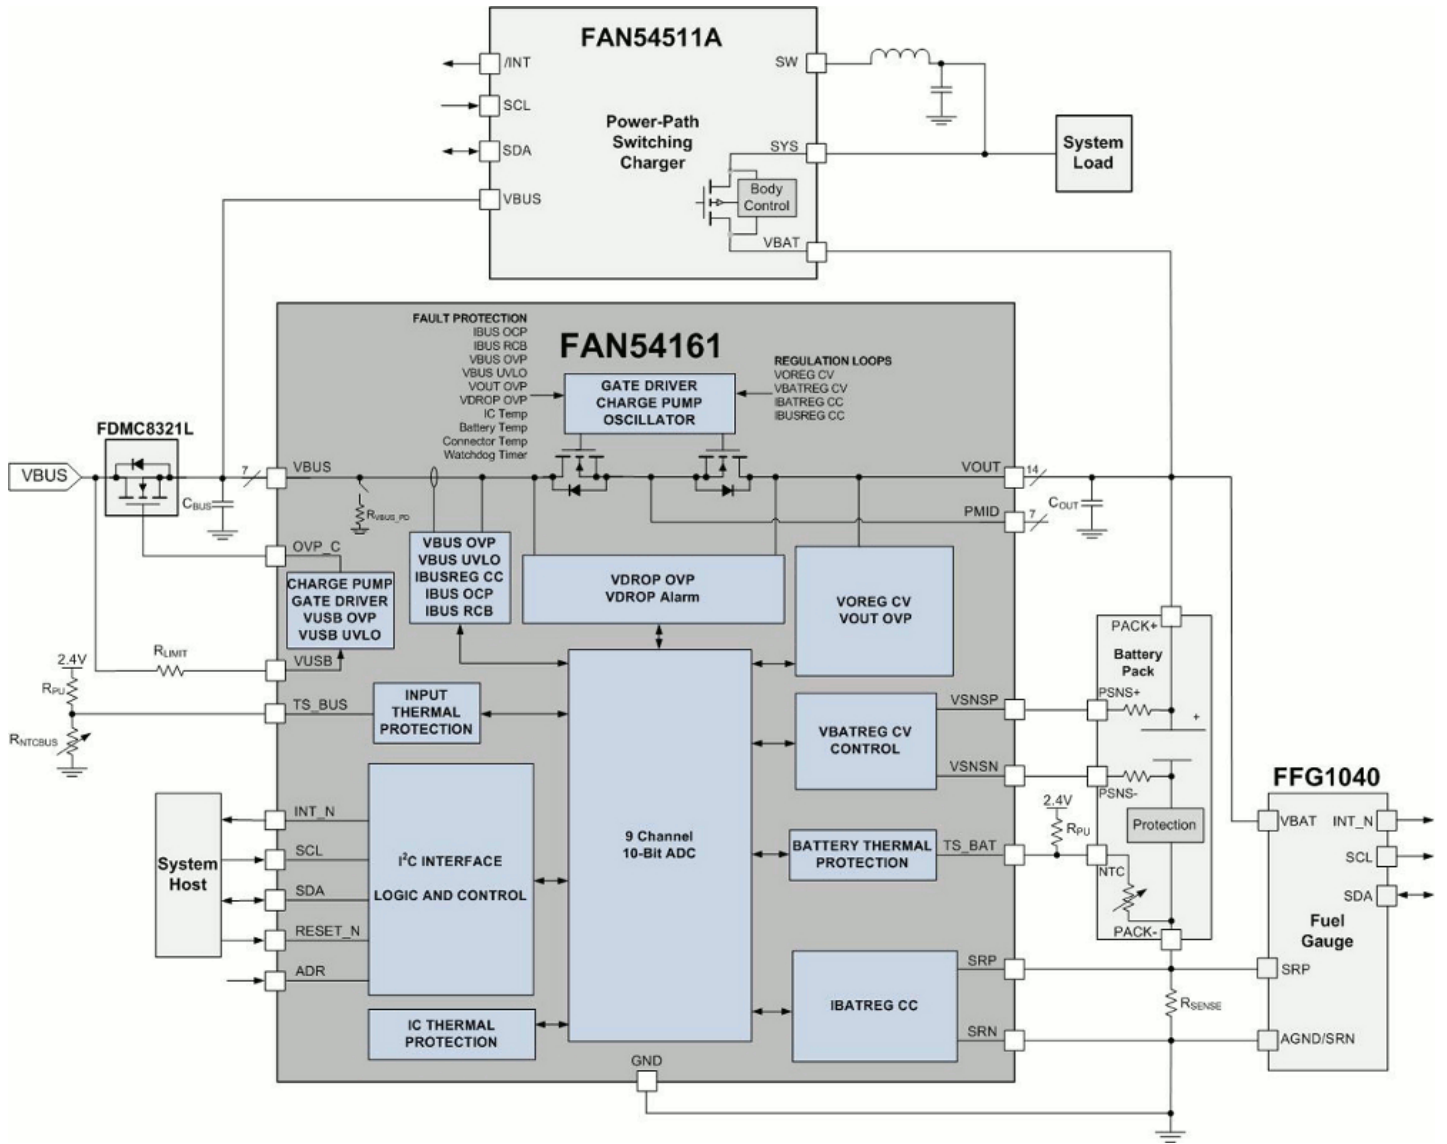 FAN54511A
/INT
SCL
SDA
VBUS
Power-Path
Switching
Charger
SW
SYS
Body
Control
VBAT
System
Load
FAULT PROTECTION
IBUS OCP
IBUS RCB
VBUS OVP
VBUS UVLO
VOUT OVP
VDROP OVP
IC Temp
Battery Temp
Connector Temp
Watchdog Timer
FAN54161
GATE DRIVER
CHARGE PUMP
OSCILLATOR
REGULATION LOOPS
VOREG CV
VBATREG CV
IBATREG CC
IBUSREG CC
FDMC8321L
VBUS
7
CBUS
VBUS
RVBUS_PD
VOUT
14
PMID
7
COUT
OVP_C
CHARGE PUMP
GATE DRIVER
VUSB OVP
VUSB UVLO
VUSB
RLIMIT
VBUS OVP
VBUS UVLO
IBUSREG CC
IBUS OCP
IBUS RCB
VDROP OVP
VDROP Alarm
VOREG CV
VOUT OVP
2.4V
RPU
RNTCBUS
TS_BUS
INPUT
THERMAL
PROTECTION
VBATREG CV
CONTROL
VSNSP
VSNSN
PACK+
Battery
Pack
PSNS+
+
PSNS-
Protection
2.4V
RPU
NTC
PACK-
System
Host
INT_N
SCL
SDA
RESET_N
ADR
I2C INTERFACE
LOGIC AND CONTROL
9 Channel
10-Bit ADC
BATTERY THERMAL
PROTECTION
TS_BAT
IC THERMAL
PROTECTION
IBATREG CC
SRP
SRN
RSENSE
GND
FFG1040
VBAT
INT_N
SCL
SDA
Fuel
Gauge
SRP
AGND/SRN